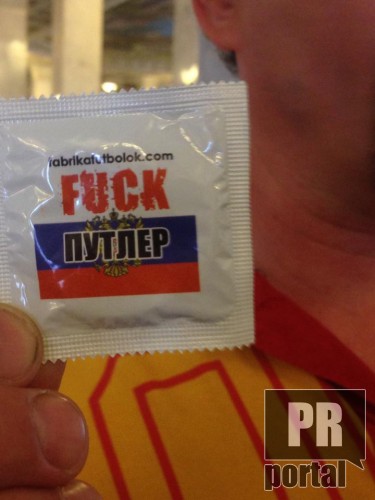 fabrikafutbolok.com
FUCK
ПУТЛЕР
PR
portal